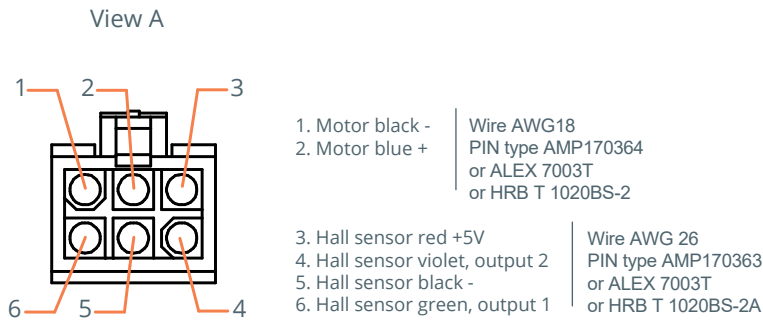 View A
1
2
3
6
5
4
1. Motor black -
2. Motor blue +
Wire AWG18
PIN type AMP170364
or ALEX 7003T
or HRB T 1020BS-2
3. Hall sensor red +5V
4. Hall sensor violet, output 2
5. Hall sensor black -
6. Hall sensor green, output 1
Wire AWG 26
PIN type AMP170363
or ALEX 7003T
or HRB T 1020BS-2A